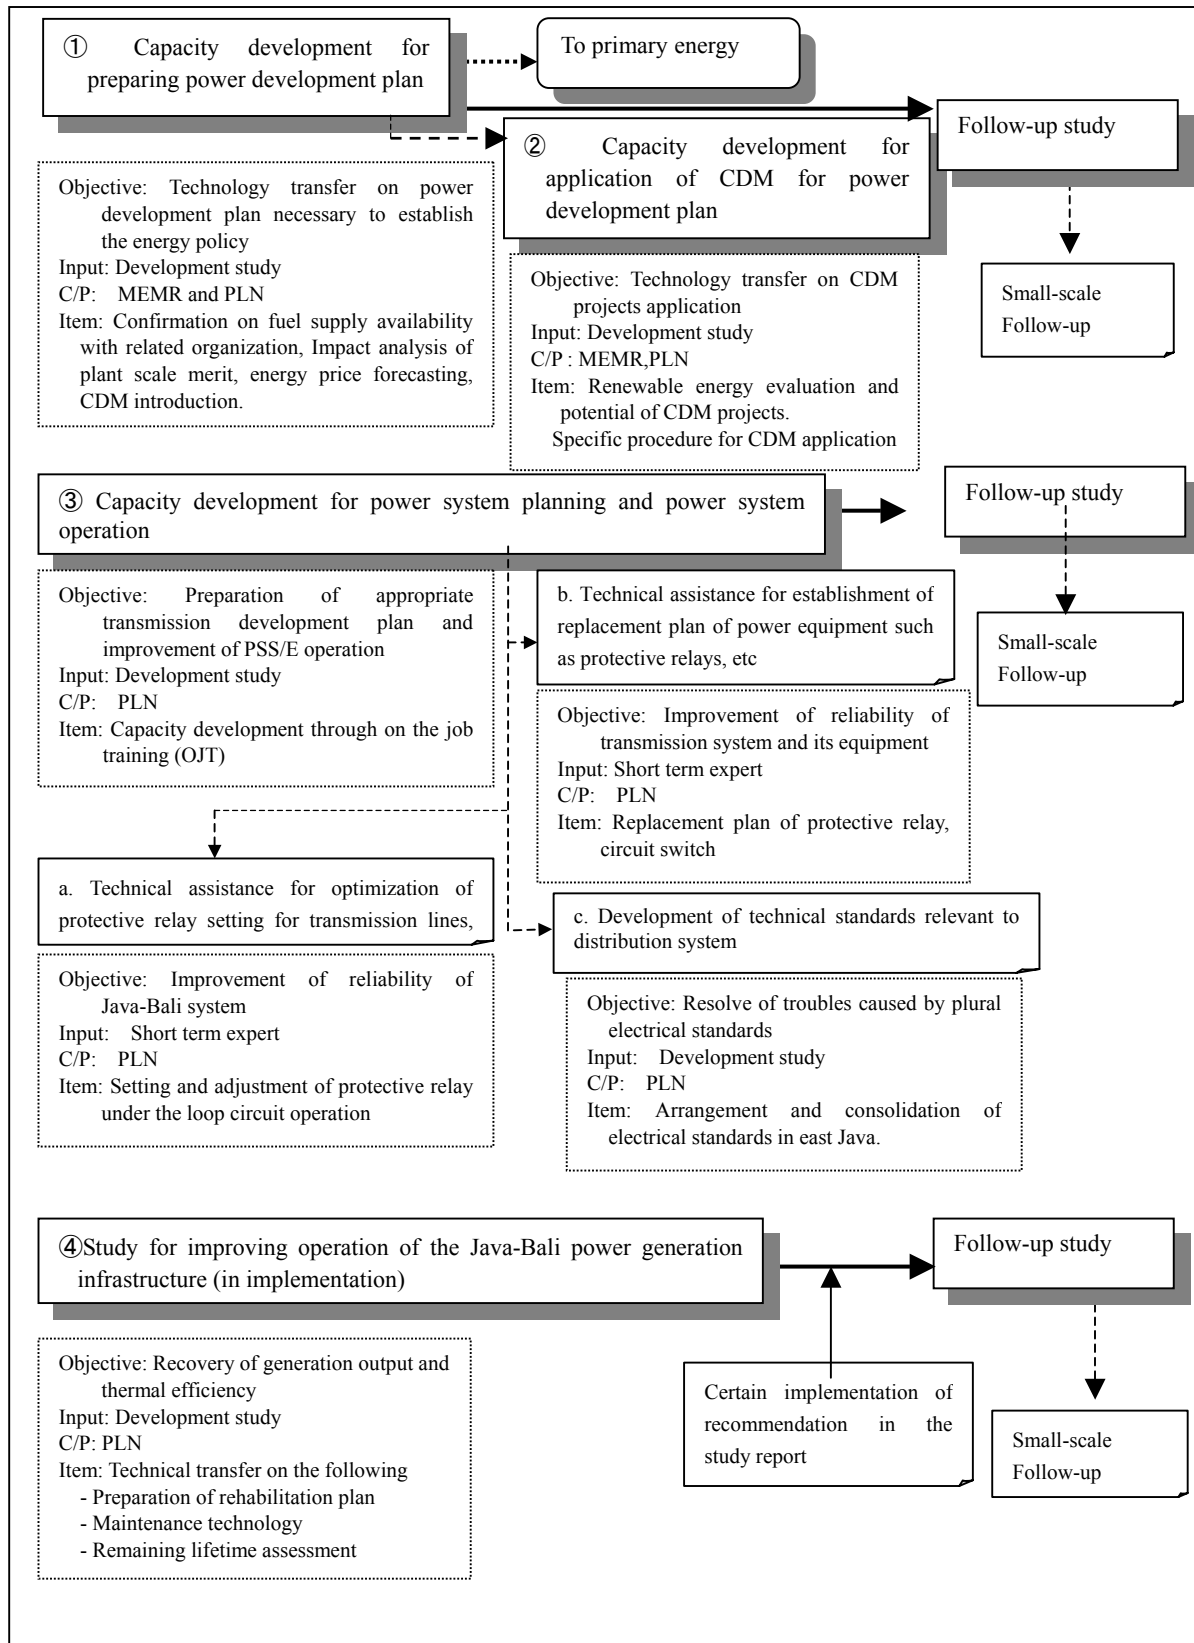 ① Capacity development for
preparing power development plan
To primary energy
Follow-up study
② Capacity development for
application of CDM for power
development plan
Objective: Technology transfer on power
development plan necessary to establish
the energy policy
Input: Development study
C/P: MEMR and PLN
Item: Confirmation on fuel supply availability
with related organization, Impact analysis of
plant scale merit, energy price forecasting,
CDM introduction.
Objective: Technology transfer on CDM
projects application
Input: Development study
C/P : MEMR,PLN
Item: Renewable energy evaluation and
potential of CDM projects.
Specific procedure for CDM application
Small-scale
Follow-up
③ Capacity development for power system planning and power system
operation
Follow-up study
Objective: Preparation of appropriate
transmission development plan and
improvement of PSS/E operation
Input: Development study
C/P: PLN
Item: Capacity development through on the job
training (OJT)
b. Technical assistance for establishment of
replacement plan of power equipment such
as protective relays, etc
Small-scale
Follow-up
Objective: Improvement of reliability of
transmission system and its equipment
Input: Short term expert
C/P: PLN
Item: Replacement plan of protective relay,
circuit switch
a. Technical assistance for optimization of
protective relay setting for transmission lines,
c. Development of technical standards relevant to
distribution system
Objective: Improvement of reliability of
Java-Bali system
Input: Short term expert
C/P: PLN
Item: Setting and adjustment of protective relay
under the loop circuit operation
Objective: Resolve of troubles caused by plural
electrical standards
Input: Development study
C/P: PLN
Item: Arrangement and consolidation of
electrical standards in east Java.
④Study for improving operation of the Java-Bali power generation
infrastructure (in implementation)
Follow-up study
Objective: Recovery of generation output and
thermal efficiency
Input: Development study
C/P: PLN
Item: Technical transfer on the following
- Preparation of rehabilitation plan
- Maintenance technology
- Remaining lifetime assessment
Certain implementation of
recommendation in the
study report
Small-scale
Follow-up